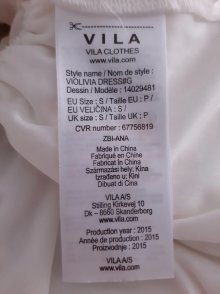 VILA
VILA CLOTHES
www.vila.com
Style name / Nom de style :
VIOLIVIA DRESS#G
Dessin / Modèle : 14029481
EU Size : S / Taille EU : P /
EU VELIČINA : S /
UK size : S / Taille UK : P /
CVR number : 67756819
ZBI-ANA
Made in China
Fabriqué en Chine
Fabricat în China
Származási hely: Kína
Izrađeno u: Kini
Dibuat di Cina
VILA A/S
Stilling Kirkevej 10
Dk – 8660 Skanderborg
www.vila.com
Production year : 2015
Année de production : 2015
Proizvodnje : 2015
VILA A/S
www.vila.com